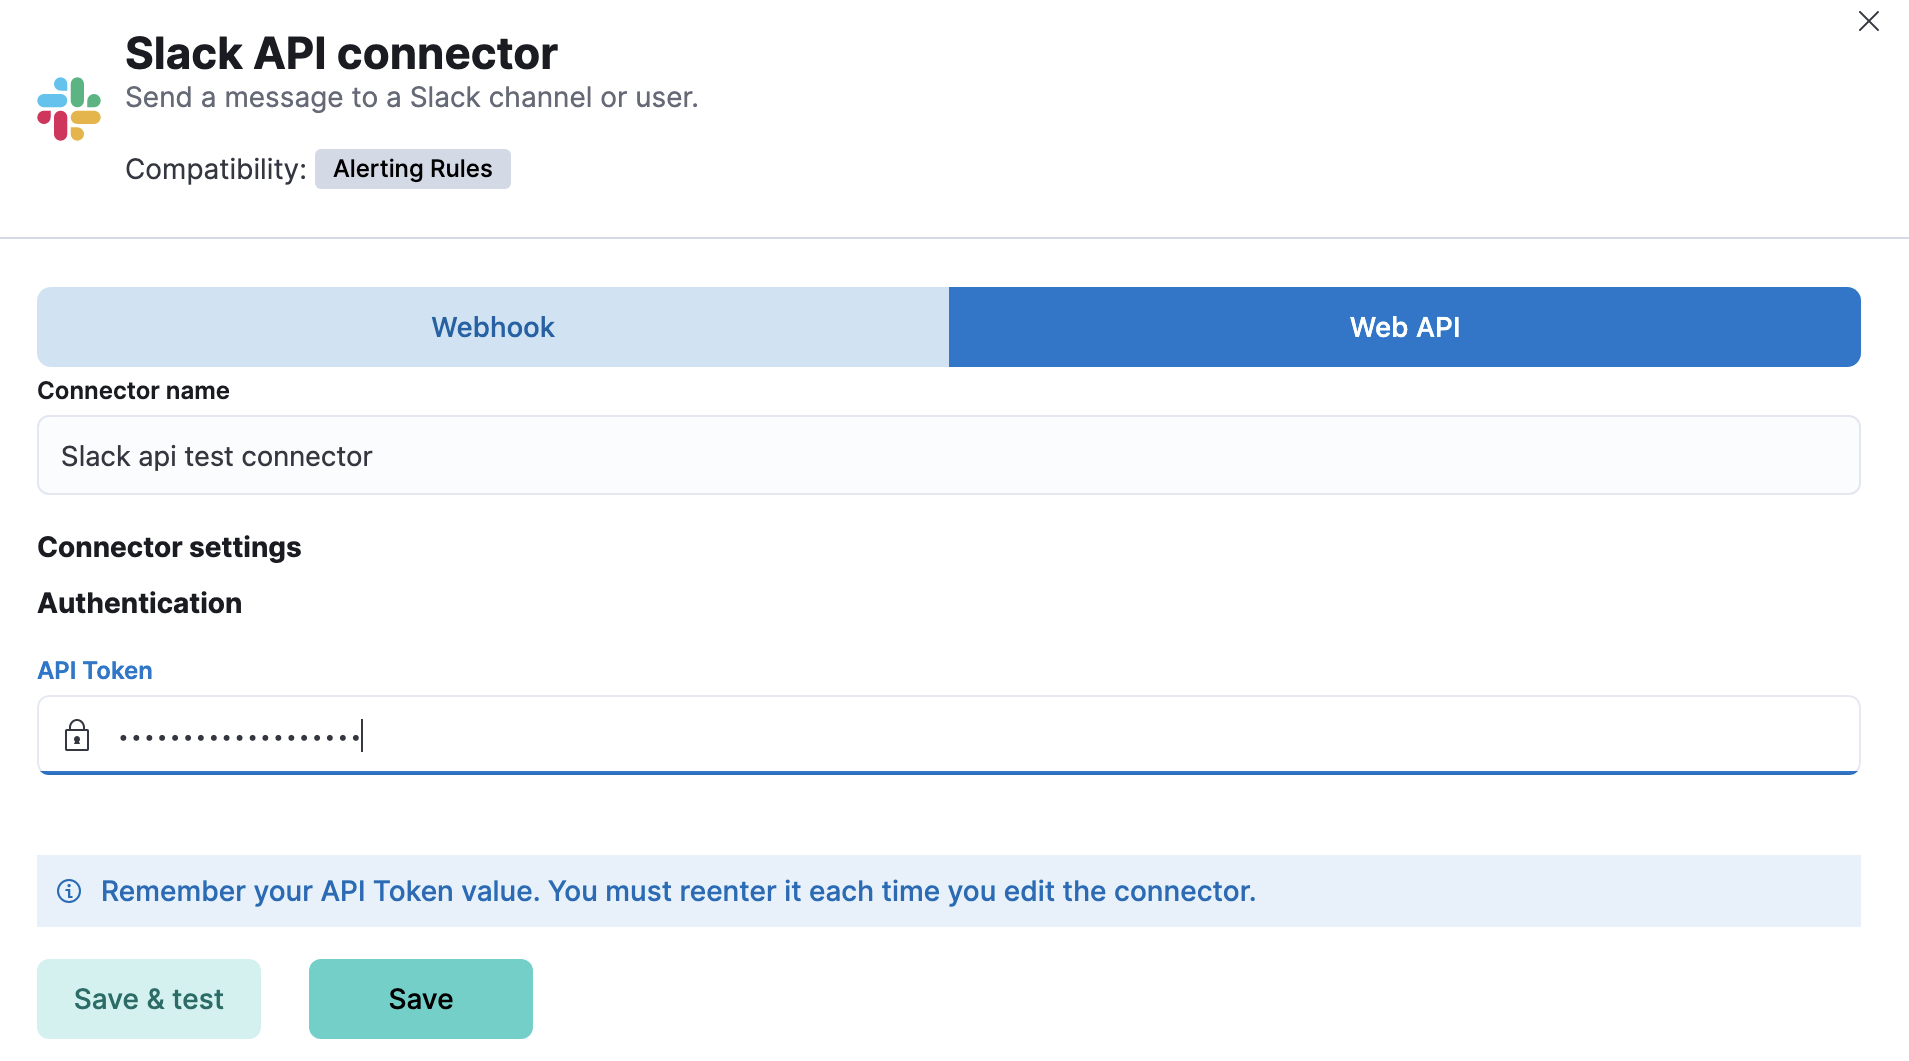 Slack API connector
Send a message to a Slack channel or user.
Compatibility: Alerting Rules
Webhook
Web API
Connector name
Slack api test connector
Connector settings
Authentication
API Token
•••••••••••••••••••
Remember your API Token value. You must reenter it each time you edit the connector.
Save & test
Save